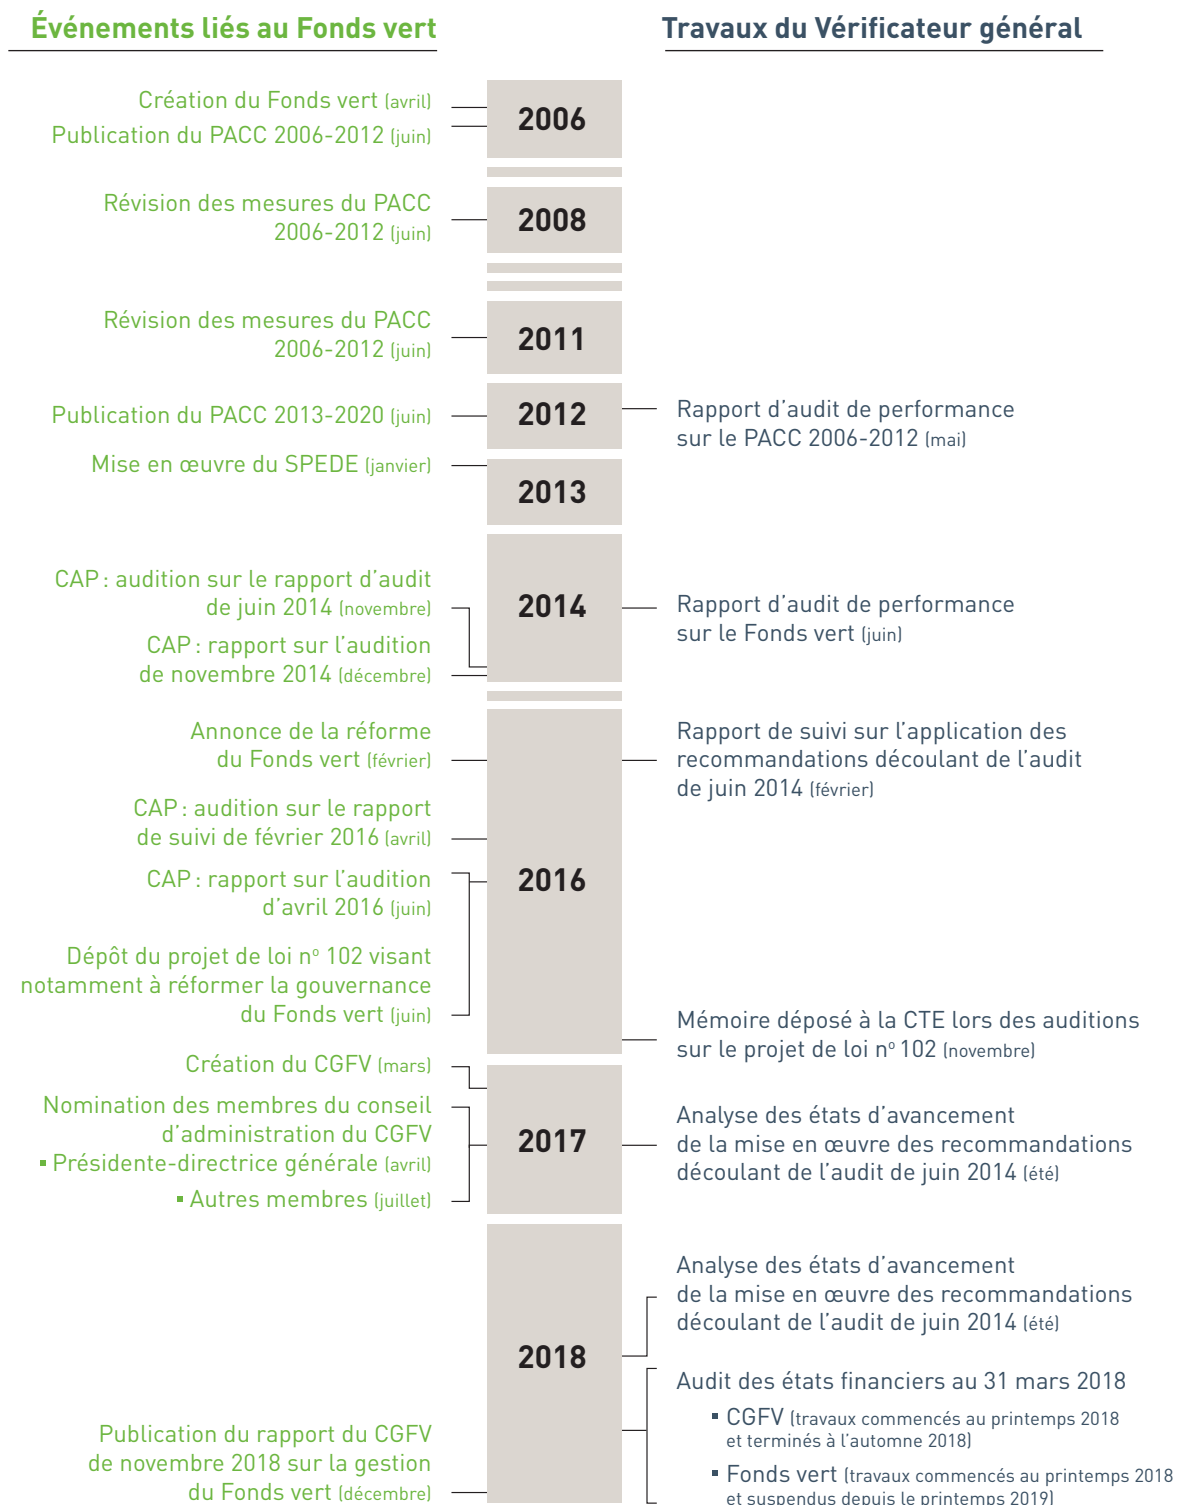 Événements liés au Fonds vert
Travaux du Vérificateur général
Création du Fonds vert (avril)
Publication du PACC 2006-2012 (juin)
2006
Révision des mesures du PACC
2006-2012 (juin)
2008
Révision des mesures du PACC
2006-2012 (juin)
2011
Publication du PACC 2013-2020 (juin)
2012
Rapport d'audit de performance
sur le PACC 2006-2012 (mai)
Mise en œuvre du SPEDE (janvier)
2013
CAP : audition sur le rapport d'audit
de juin 2014 (novembre)
CAP : rapport sur l'audition
de novembre 2014 (décembre)
2014
Rapport d'audit de performance
sur le Fonds vert (juin)
Annonce de la réforme
du Fonds vert (février)
CAP : audition sur le rapport
de suivi de février 2016 (avril)
CAP : rapport sur l'audition
d'avril 2016 (juin)
Dépôt du projet de loi nº 102 visant
notamment à réformer la gouvernance
du Fonds vert (juin)
2016
Rapport de suivi sur l'application des
recommandations découlant de l'audit
de juin 2014 (février)
Mémoire déposé à la CTE lors des auditions
sur le projet de loi nº 102 (novembre)
Création du CGFV (mars)
Nomination des membres du conseil
d'administration du CGFV
▪ Présidente-directrice générale (avril)
▪ Autres membres (juillet)
2017
Analyse des états d'avancement
de la mise en œuvre des recommandations
découlant de l'audit de juin 2014 (été)
Publication du rapport du CGFV
de novembre 2018 sur la gestion
du Fonds vert (décembre)
2018
Analyse des états d'avancement
de la mise en œuvre des recommandations
découlant de l'audit de juin 2014 (été)
Audit des états financiers au 31 mars 2018
▪ CGFV (travaux commencés au printemps 2018
et terminés à l'automne 2018)
▪ Fonds vert (travaux commencés au printemps 2018
et suspendus depuis le printemps 2019)